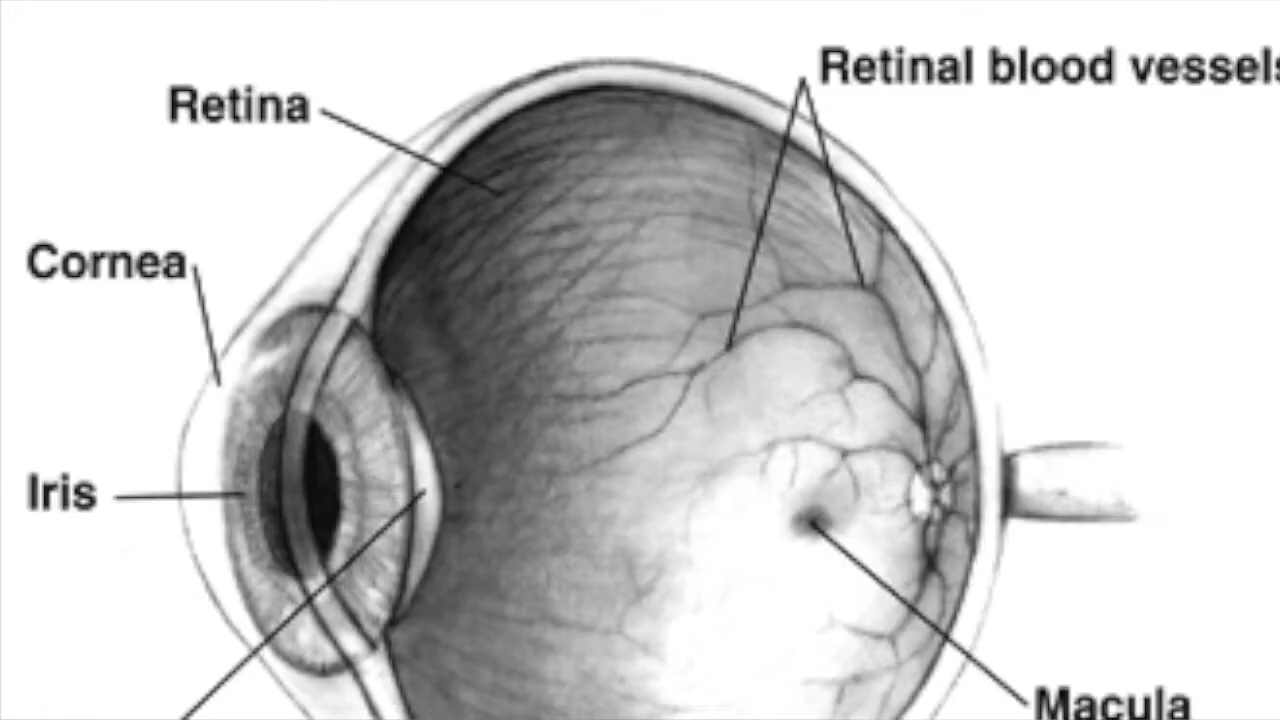 Retinal blood vessels
Retina
Cornea
Iris
Macula